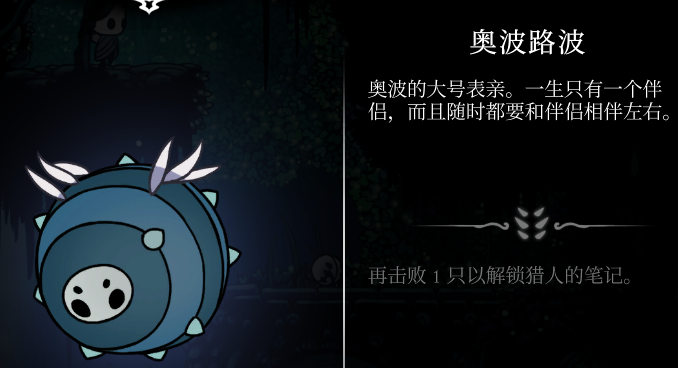 奥波路波
奥波的大号表亲。一生只有一个伴
侣，而且随时都要和伴侣相伴左右。
再击败 1 只以解锁猎人的笔记。